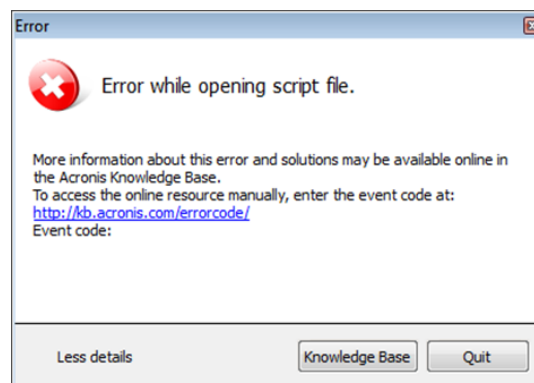 Error
Error while opening script file.
More information about this error and solutions may be available online in
the Acronis Knowledge Base.
To access the online resource manually, enter the event code at:
http://kb.acronis.com/errorcode/
Event code:
Less details
Knowledge Base
Quit